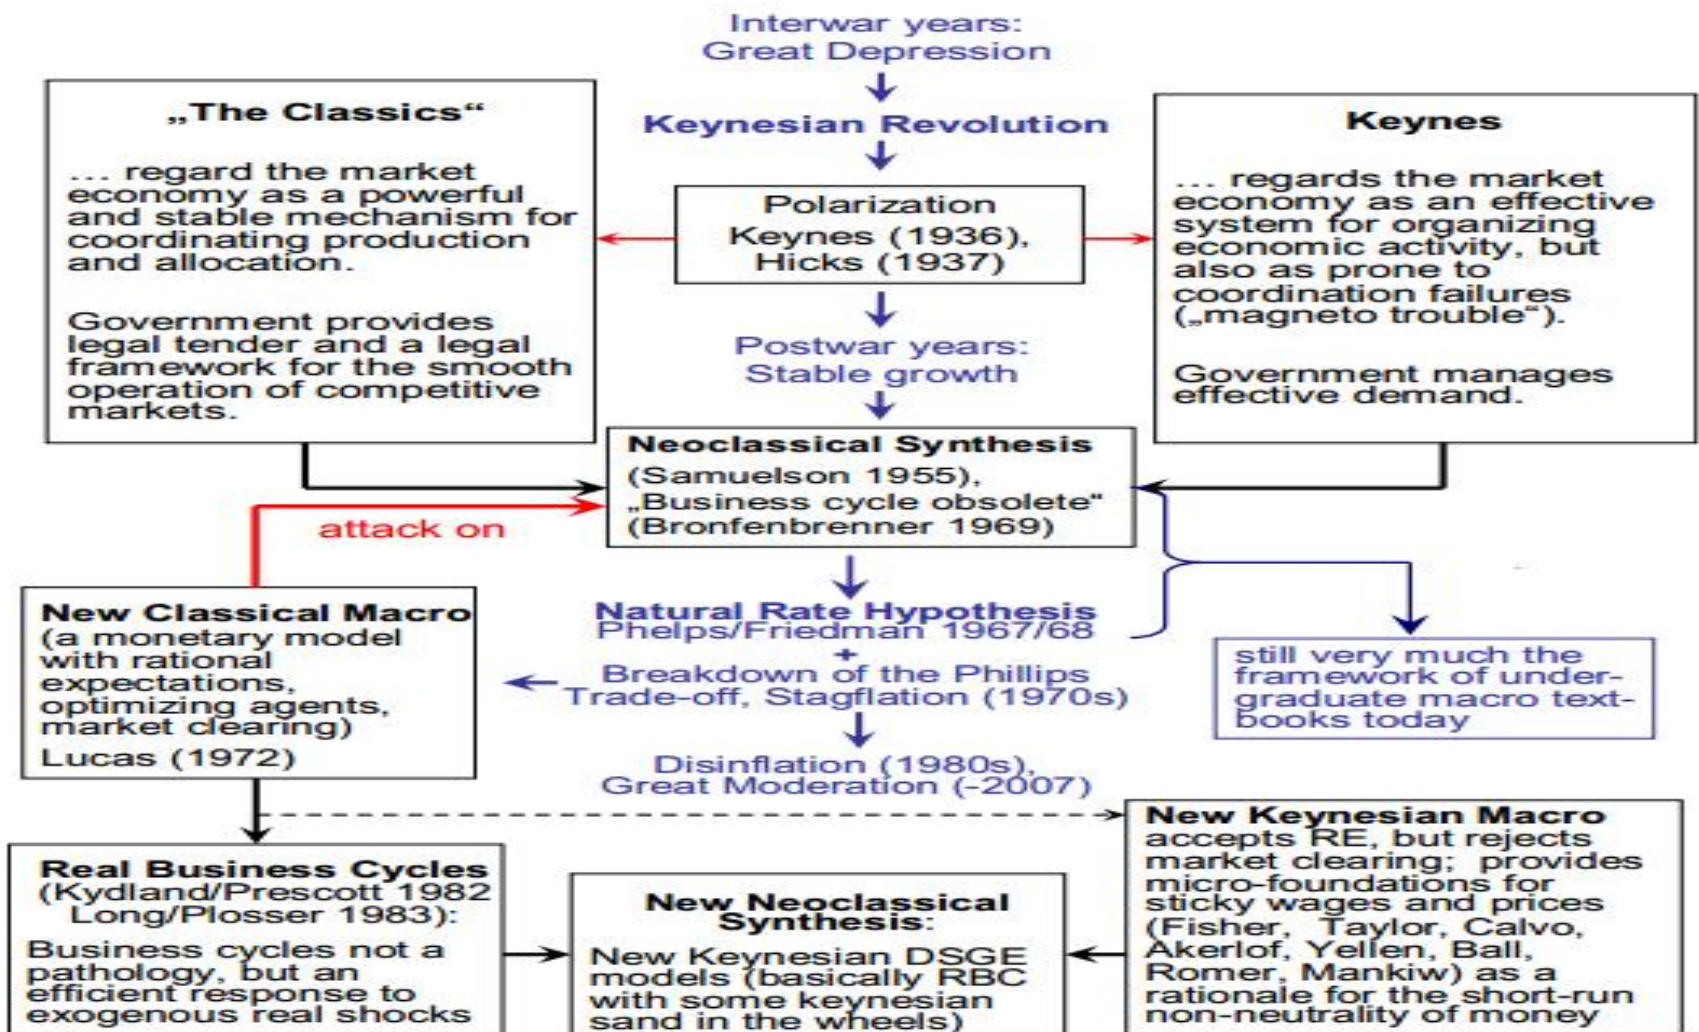 Interwar years:
Great Depression
Keynesian Revolution
Polarization
Keynes (1936),
Hicks (1937)
„The Classics“
... regard the market
economy as a powerful
and stable mechanism for
coordinating production
and allocation.
Government provides
legal tender and a legal
framework for the smooth
operation of competitive
markets.
Keynes
... regards the market
economy as an effective
system for organizing
economic activity, but
also as prone to
coordination failures
(„magneto trouble“).
Government manages
effective demand.
Postwar years:
Stable growth
Neoclassical Synthesis
(Samuelson 1955),
„Business cycle obsolete“
(Bronfenbrenner 1969)
attack on
New Classical Macro
(a monetary model
with rational
expectations,
optimizing agents,
market clearing)
Lucas (1972)
Natural Rate Hypothesis
Phelps/Friedman 1967/68
+
Breakdown of the Phillips
Trade-off, Stagflation (1970s)
still very much the
framework of under-
graduate macro text-
books today
Disinflation (1980s),
Great Moderation (-2007)
Real Business Cycles
(Kydland/Prescott 1982
Long/Plosser 1983):
Business cycles not a
pathology, but an
efficient response to
exogenous real shocks
New Neoclassical
Synthesis:
New Keynesian DSGE
models (basically RBC
with some keynesian
sand in the wheels)
New Keynesian Macro
accepts RE, but rejects
market clearing; provides
micro-foundations for
sticky wages and prices
(Fisher, Taylor, Calvo,
Akerlof, Yellen, Ball,
Romer, Mankiw) as a
rationale for the short-run
non-neutrality of money